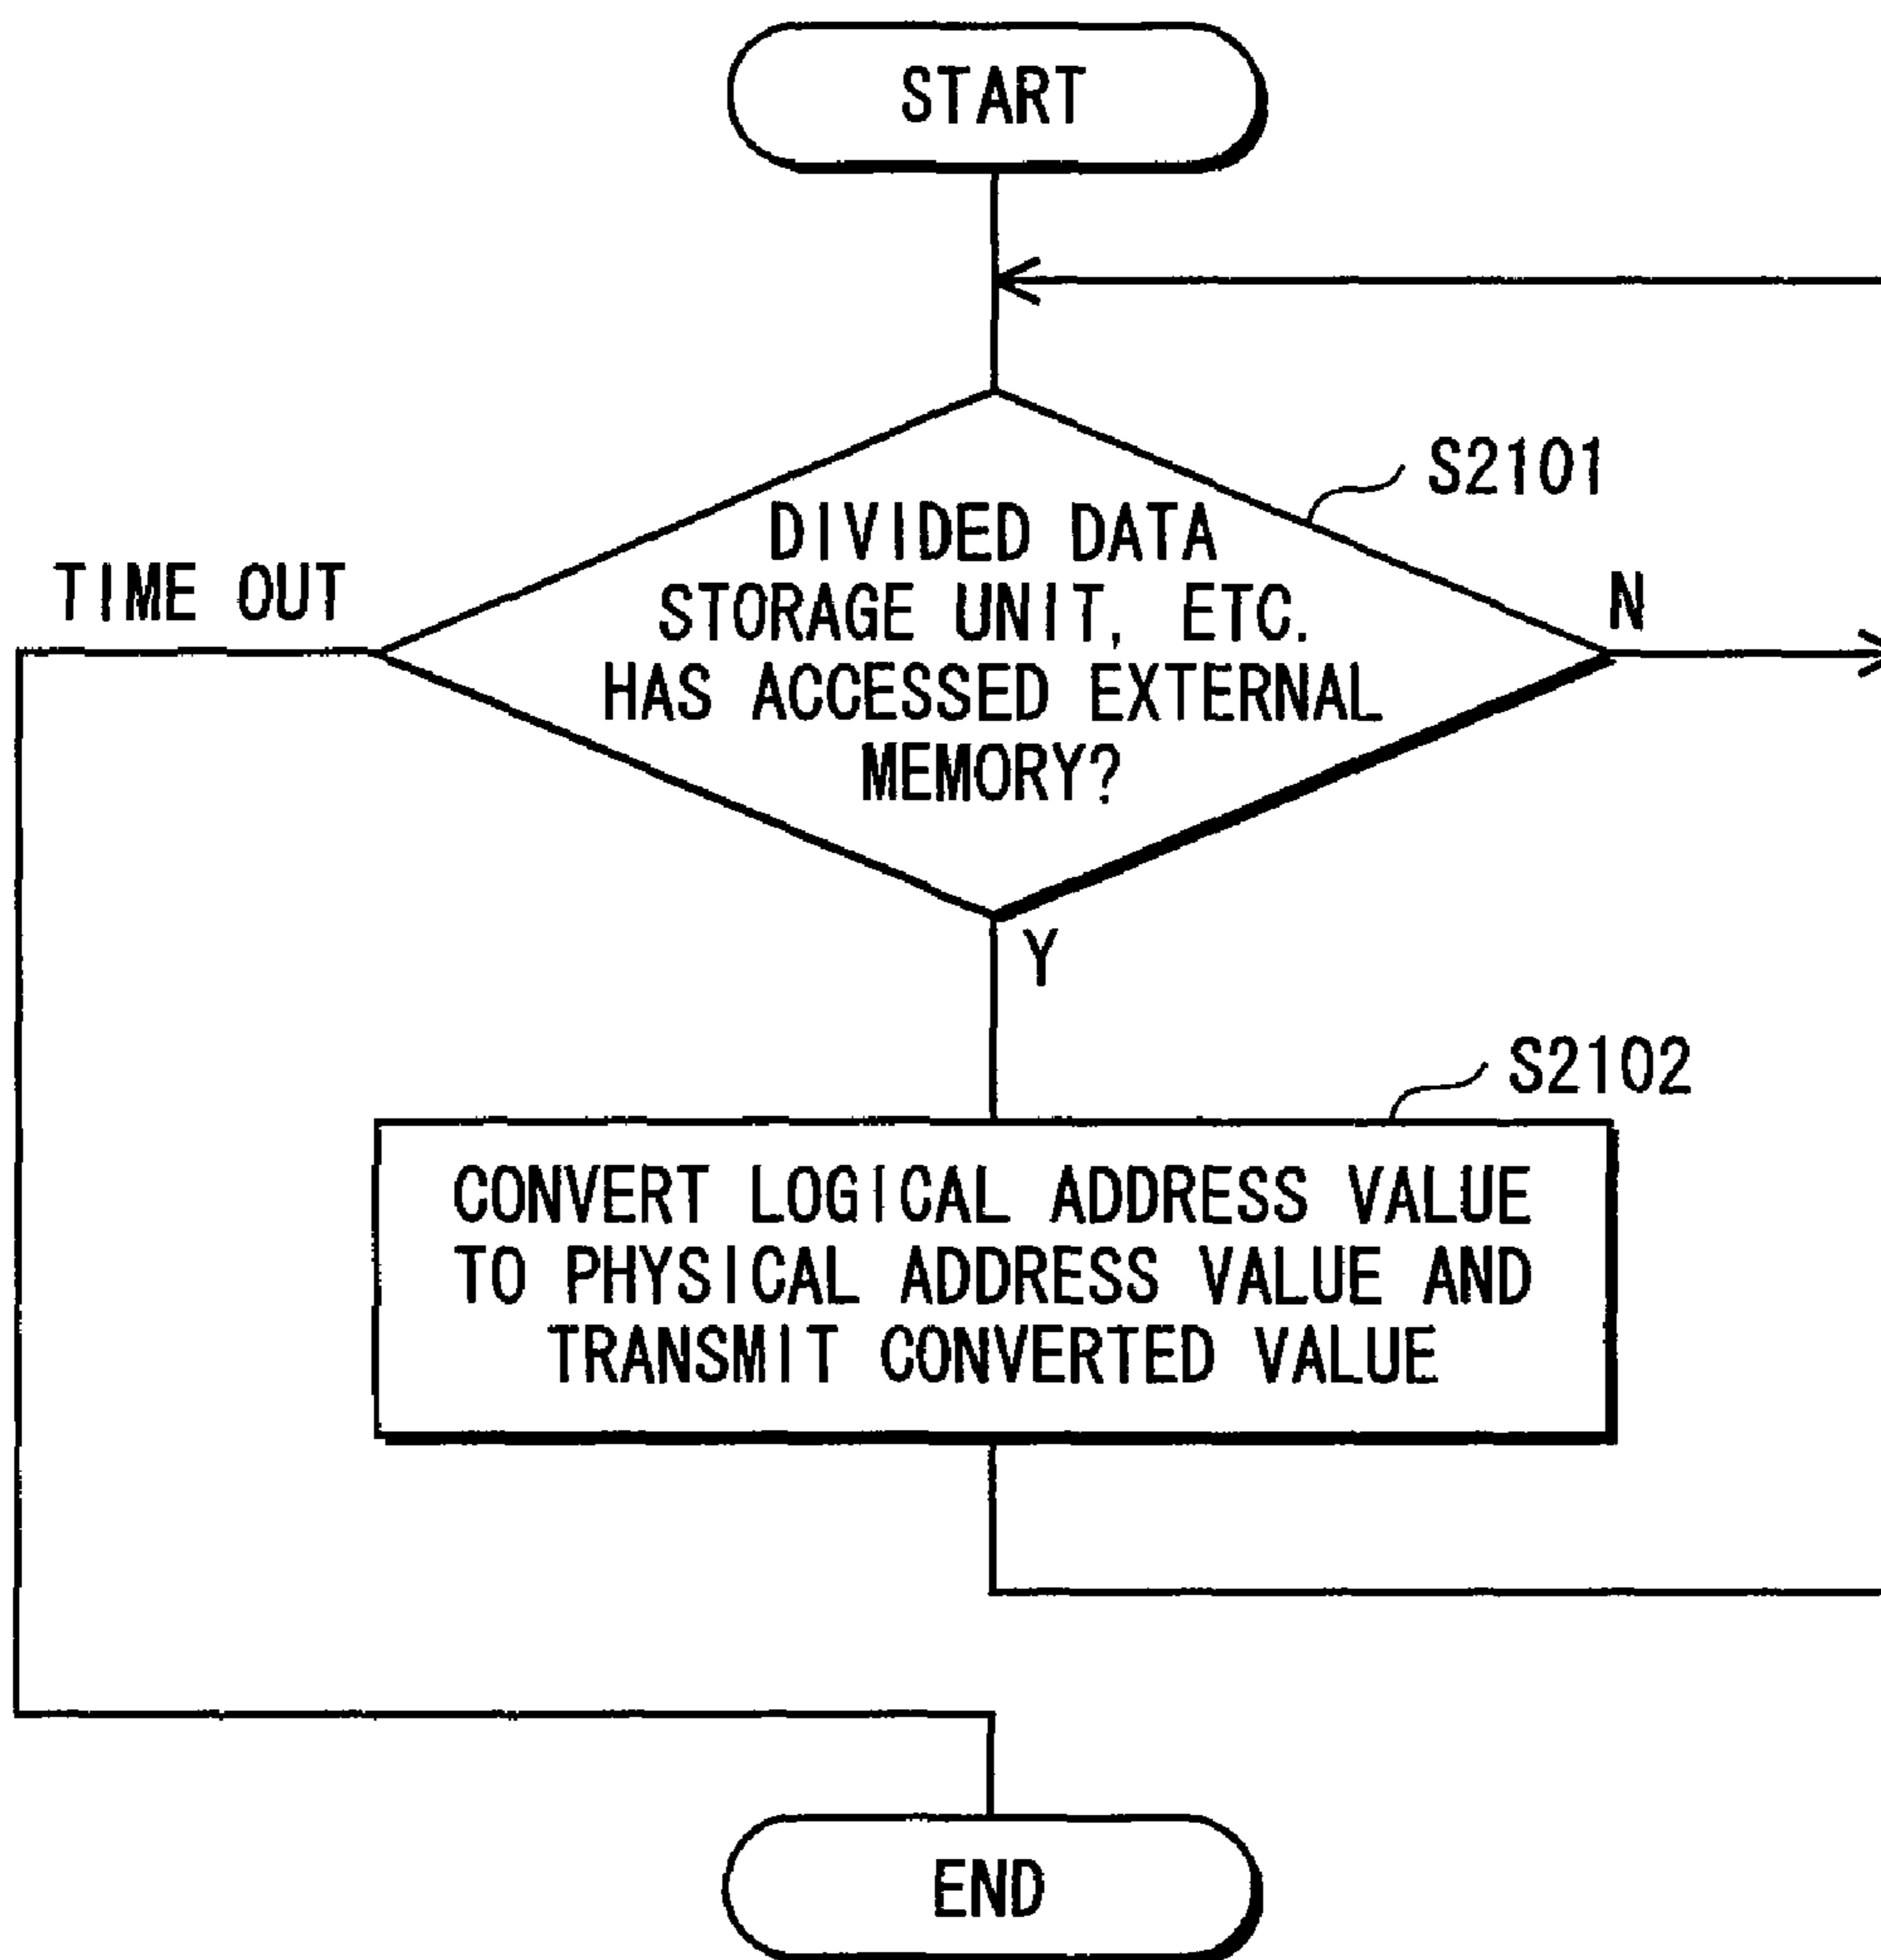 START
S2101
DIVIDED DATA
STORAGE UNIT, ETC.
HAS ACCESSED EXTERNAL
MEMORY?
TIME OUT
N
Y
S2102
CONVERT LOGICAL ADDRESS VALUE
TO PHYSICAL ADDRESS VALUE AND
TRANSMIT CONVERTED VALUE
END